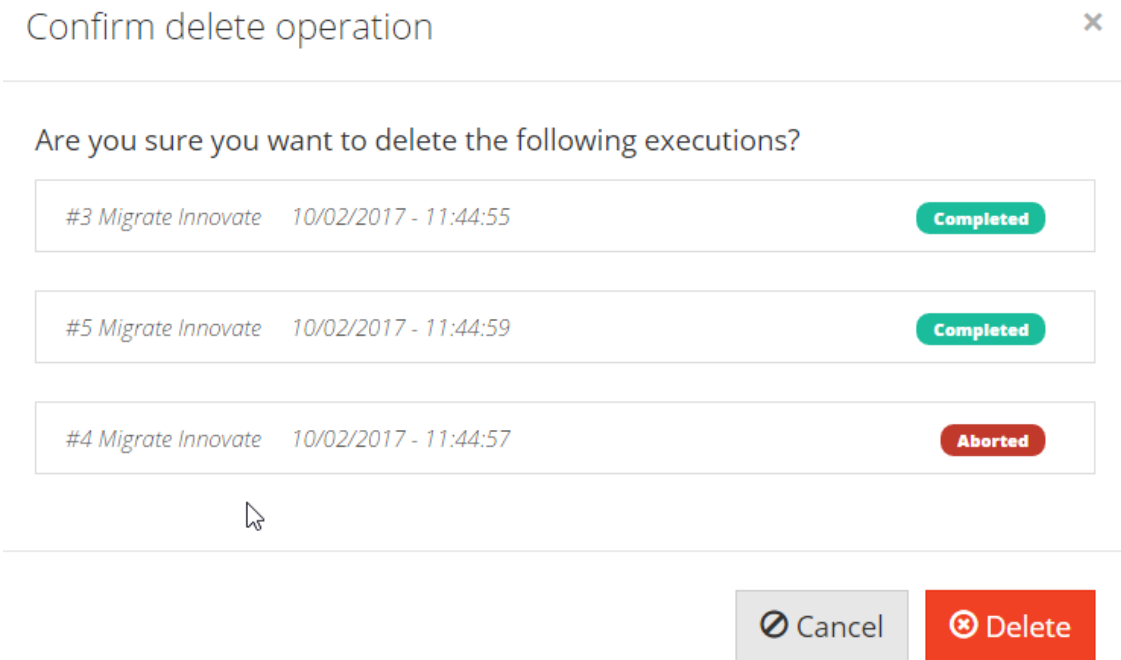 Confirm delete operation ×
Are you sure you want to delete the following executions?
#3 Migrate Innovate 10/02/2017 - 11:44:55 Completed
#5 Migrate Innovate 10/02/2017 - 11:44:59 Completed
#4 Migrate Innovate 10/02/2017 - 11:44:57 Aborted
Cancel Delete